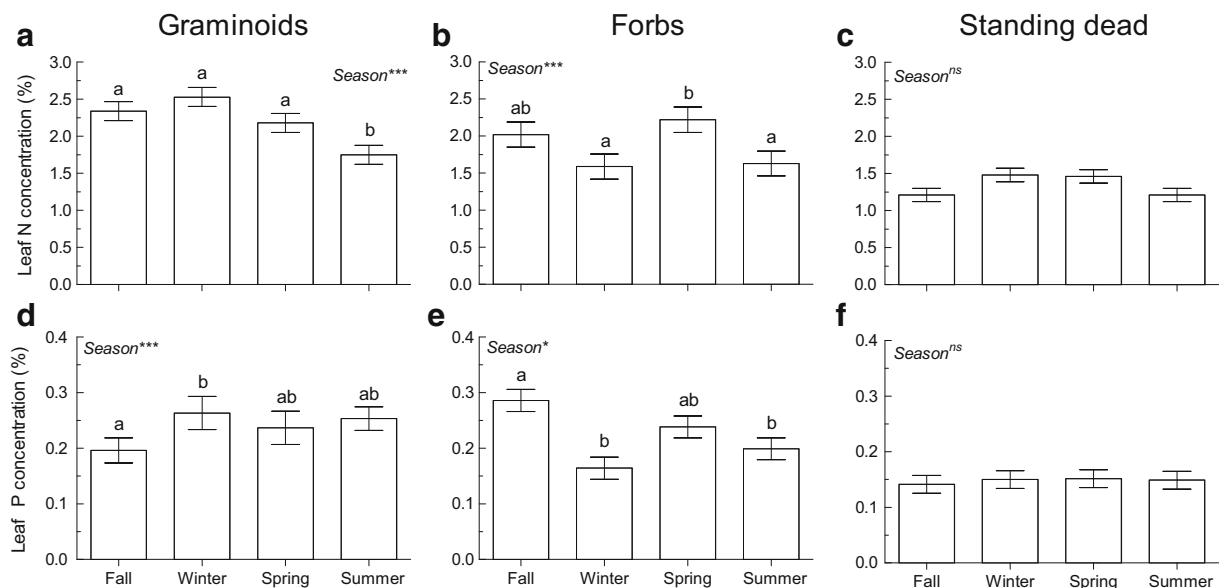 Graminoids
Forbs
Standing dead
a
b
c
Leaf N concentration (%)
3.0
2.5
2.0
1.5
1.0
0.5
0.0
Season***
a
a
a
b
3.0
2.5
2.0
1.5
1.0
0.5
0.0
Season***
ab
a
b
a
3.0
2.5
2.0
1.5
1.0
0.5
0.0
Season^ns
d
e
f
Leaf P concentration (%)
0.4
0.3
0.2
0.1
0.0
Season***
a
b
ab
ab
0.4
0.3
0.2
0.1
0.0
Season*
a
b
ab
b
0.4
0.3
0.2
0.1
0.0
Season^ns
Fall Winter Spring Summer
Fall Winter Spring Summer
Fall Winter Spring Summer